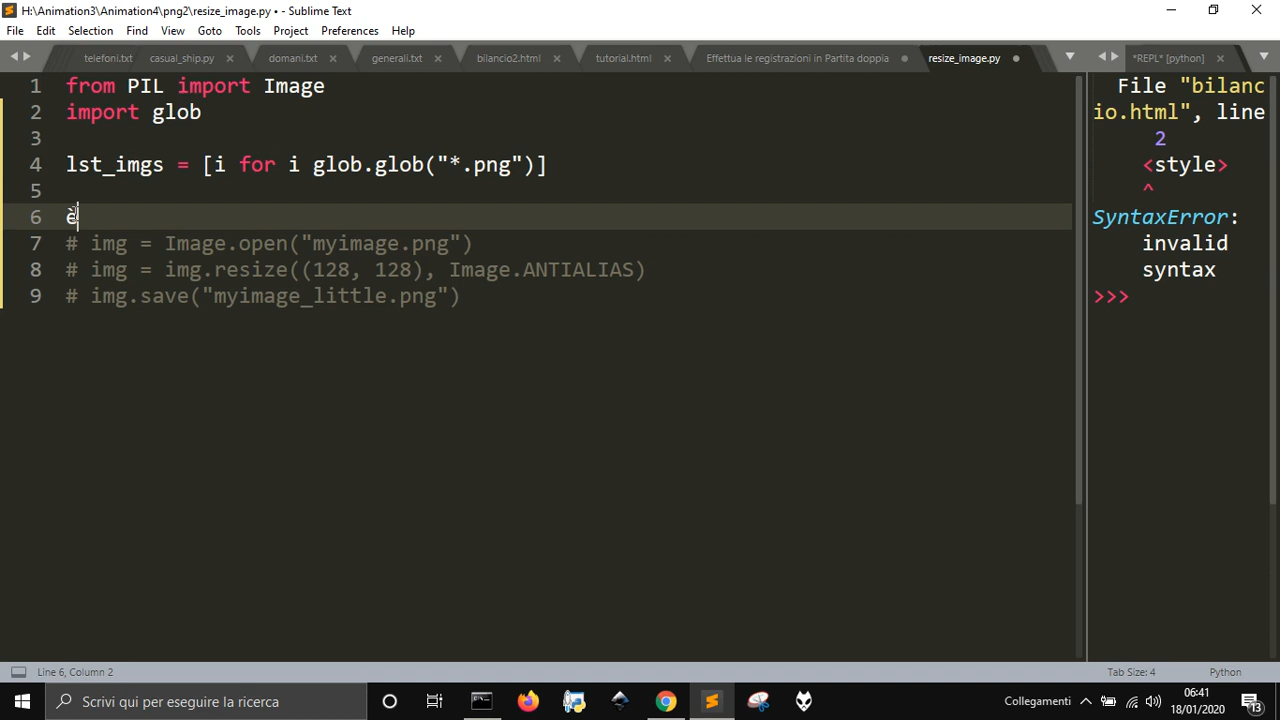 H:\Animation3\Animation4\png2\resize_image.py • - Sublime Text
File Edit Selection Find View Goto Tools Project Preferences Help
telefoni.txt casual_ship.py domani.txt generali.txt bilancio2.html tutorial.html Effettua le registrazioni in Partita doppia resize_image.py *REPL* [python]
1 from PIL import Image
2 import glob
3
4 lst_imgs = [i for i glob.glob("*.png")]
5
6 è
7 # img = Image.open("myimage.png")
8 # img = img.resize((128, 128), Image.ANTIALIAS)
9 # img.save("myimage_little.png")
File "bilanc
io.html", line
2
<style>
^
SyntaxError:
invalid
syntax
>>>
Line 6, Column 2 Tab Size: 4 Python
Scrivi qui per eseguire la ricerca Collegamenti 06:41
18/01/2020 13